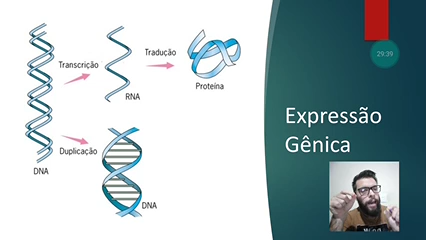 Transcrição
Tradução
RNA
Proteína
Duplicação
DNA
DNA
29:39
Expressão
Gênica